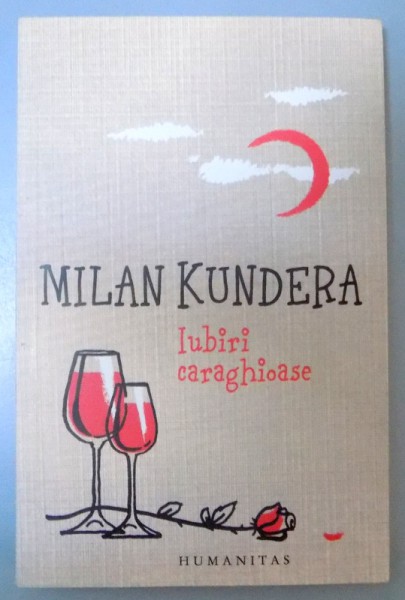 MILAN KUNDERA
Iubiri
caraghioase
HUMANITAS